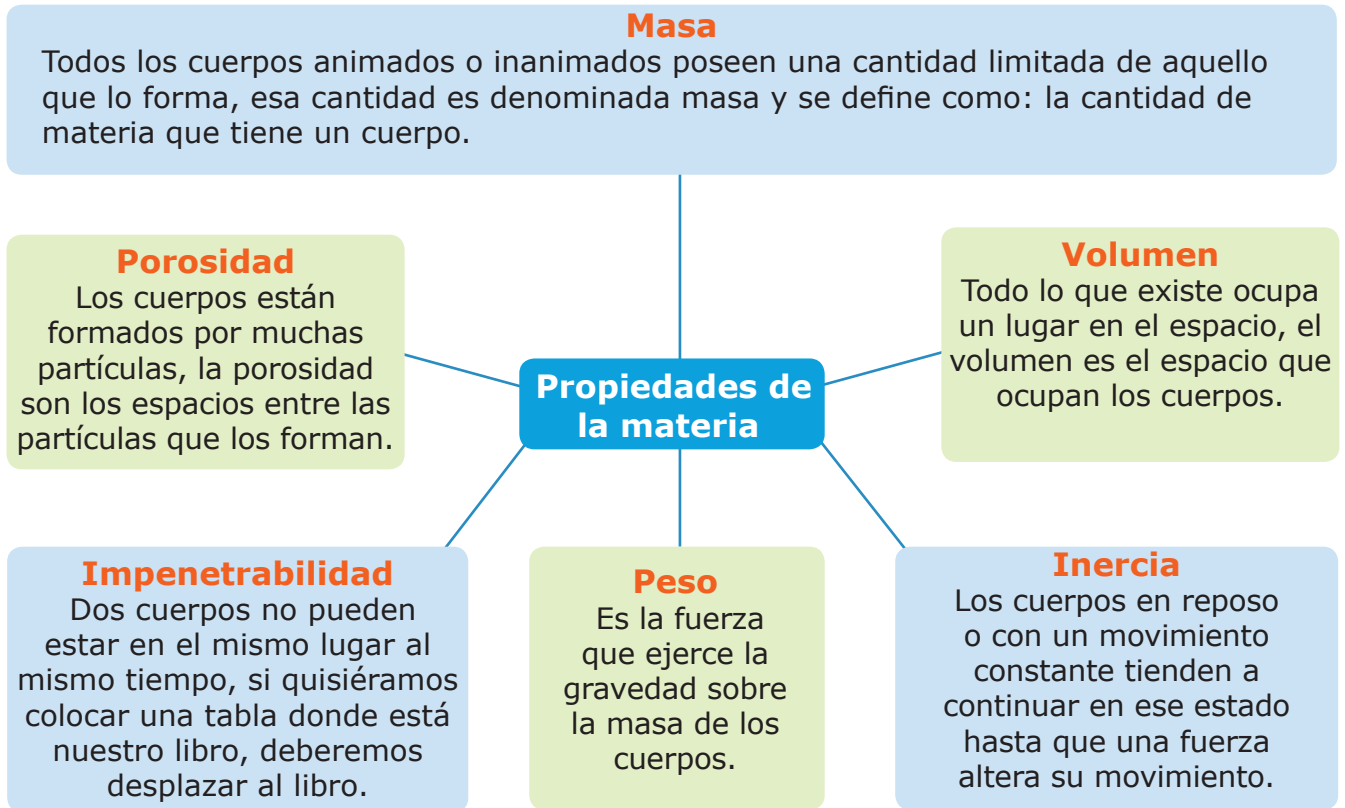 Masa
Todos los cuerpos animados o inanimados poseen una cantidad limitada de aquello
que lo forma, esa cantidad es denominada masa y se define como: la cantidad de
materia que tiene un cuerpo.
Porosidad
Los cuerpos están
formados por muchas
partículas, la porosidad
son los espacios entre las
partículas que los forman.
Volumen
Todo lo que existe ocupa
un lugar en el espacio, el
volumen es el espacio que
ocupan los cuerpos.
Propiedades de
la materia
Impenetrabilidad
Dos cuerpos no pueden
estar en el mismo lugar al
mismo tiempo, si quisiéramos
colocar una tabla donde está
nuestro libro, deberemos
desplazar al libro.
Peso
Es la fuerza
que ejerce la
gravedad sobre
la masa de los
cuerpos.
Inercia
Los cuerpos en reposo
o con un movimiento
constante tienden a
continuar en ese estado
hasta que una fuerza
altera su movimiento.